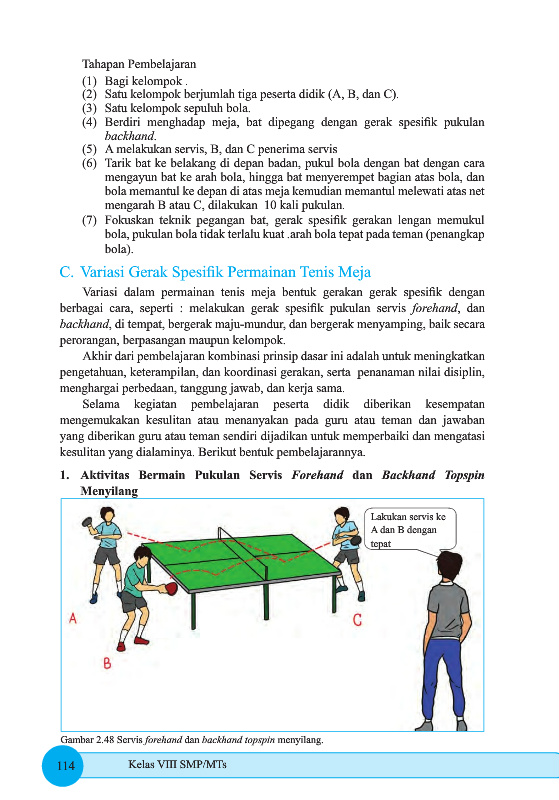 Tahapan Pembelajaran
(1) Bagi kelompok .
(2) Satu kelompok berjumlah tiga peserta didik (A, B, dan C).
(3) Satu kelompok sepuluh bola.
(4) Berdiri menghadap meja, bat dipegang dengan gerak spesifik pukulan
backhand.
(5) A melakukan servis, B, dan C penerima servis
(6) Tarik bat ke belakang di depan badan, pukul bola dengan bat dengan cara
mengayun bat ke arah bola, hingga bat menyerempet bagian atas bola, dan
bola memantul ke depan di atas meja kemudian memantul melewati atas net
mengarah B atau C, dilakukan 10 kali pukulan.
(7) Fokuskan teknik pegangan bat, gerak spesifik gerakan lengan memukul
bola, pukulan bola tidak terlalu kuat .arah bola tepat pada teman (penangkap
bola).
C. Variasi Gerak Spesifik Permainan Tenis Meja
Variasi dalam permainan tenis meja bentuk gerakan gerak spesifik dengan
berbagai cara, seperti : melakukan gerak spesifik pukulan servis forehand, dan
backhand, di tempat, bergerak maju-mundur, dan bergerak menyamping, baik secara
perorangan, berpasangan maupun kelompok.
Akhir dari pembelajaran kombinasi prinsip dasar ini adalah untuk meningkatkan
pengetahuan, keterampilan, dan koordinasi gerakan, serta penanaman nilai disiplin,
menghargai perbedaan, tanggung jawab, dan kerja sama.
Selama kegiatan pembelajaran peserta didik diberikan kesempatan
mengemukakan kesulitan atau menanyakan pada guru atau teman dan jawaban
yang diberikan guru atau teman sendiri dijadikan untuk memperbaiki dan mengatasi
kesulitan yang dialaminya. Berikut bentuk pembelajarannya.
1. Aktivitas Bermain Pukulan Servis Forehand dan Backhand Topspin
Menyilang
Lakukan servis ke
A dan B dengan
tepat
A
B
C
Gambar 2.48 Servis forehand dan backhand topspin menyilang.
114
Kelas VIII SMP/MTs